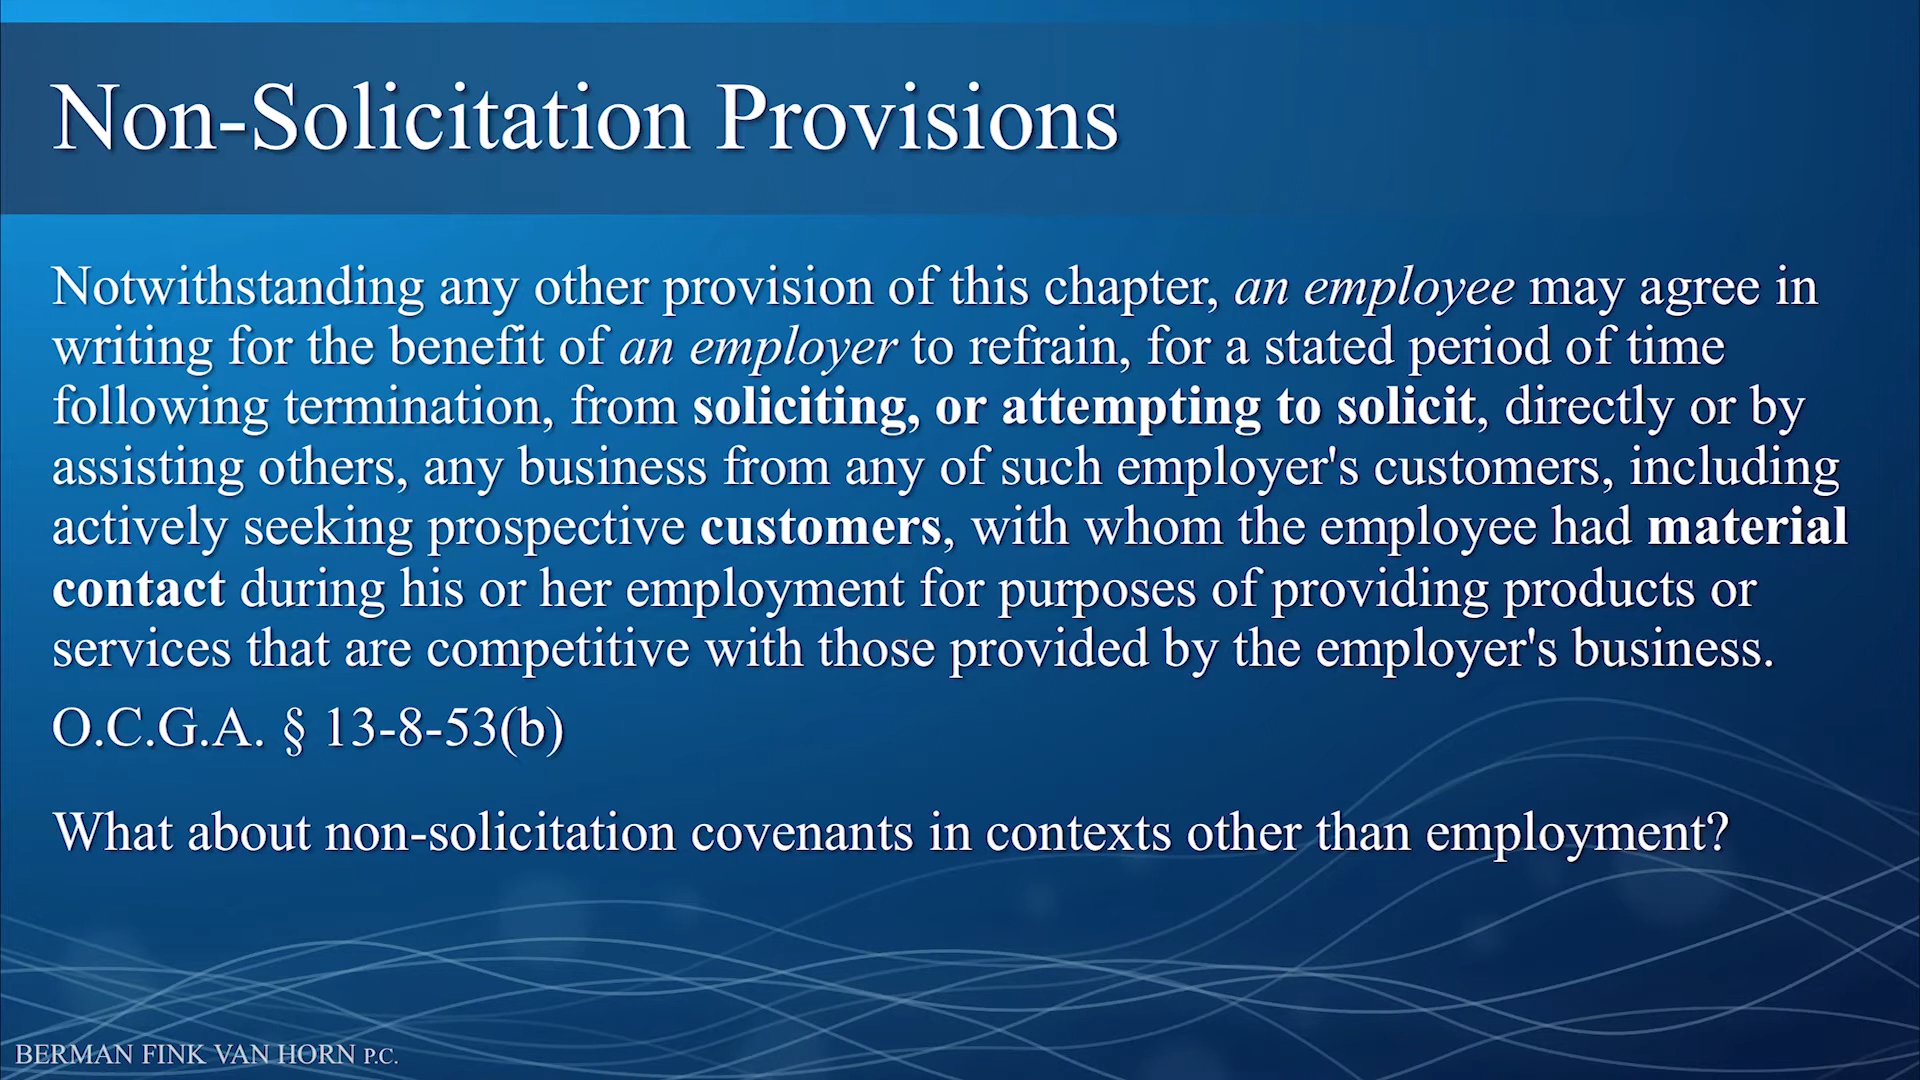 Non-Solicitation Provisions
Notwithstanding any other provision of this chapter, an employee may agree in
writing for the benefit of an employer to refrain, for a stated period of time
following termination, from soliciting, or attempting to solicit, directly or by
assisting others, any business from any of such employer's customers, including
actively seeking prospective customers, with whom the employee had material
contact during his or her employment for purposes of providing products or
services that are competitive with those provided by the employer's business.
O.C.G.A. § 13-8-53(b)
What about non-solicitation covenants in contexts other than employment?
BERMAN FINK VAN HORN P.C.